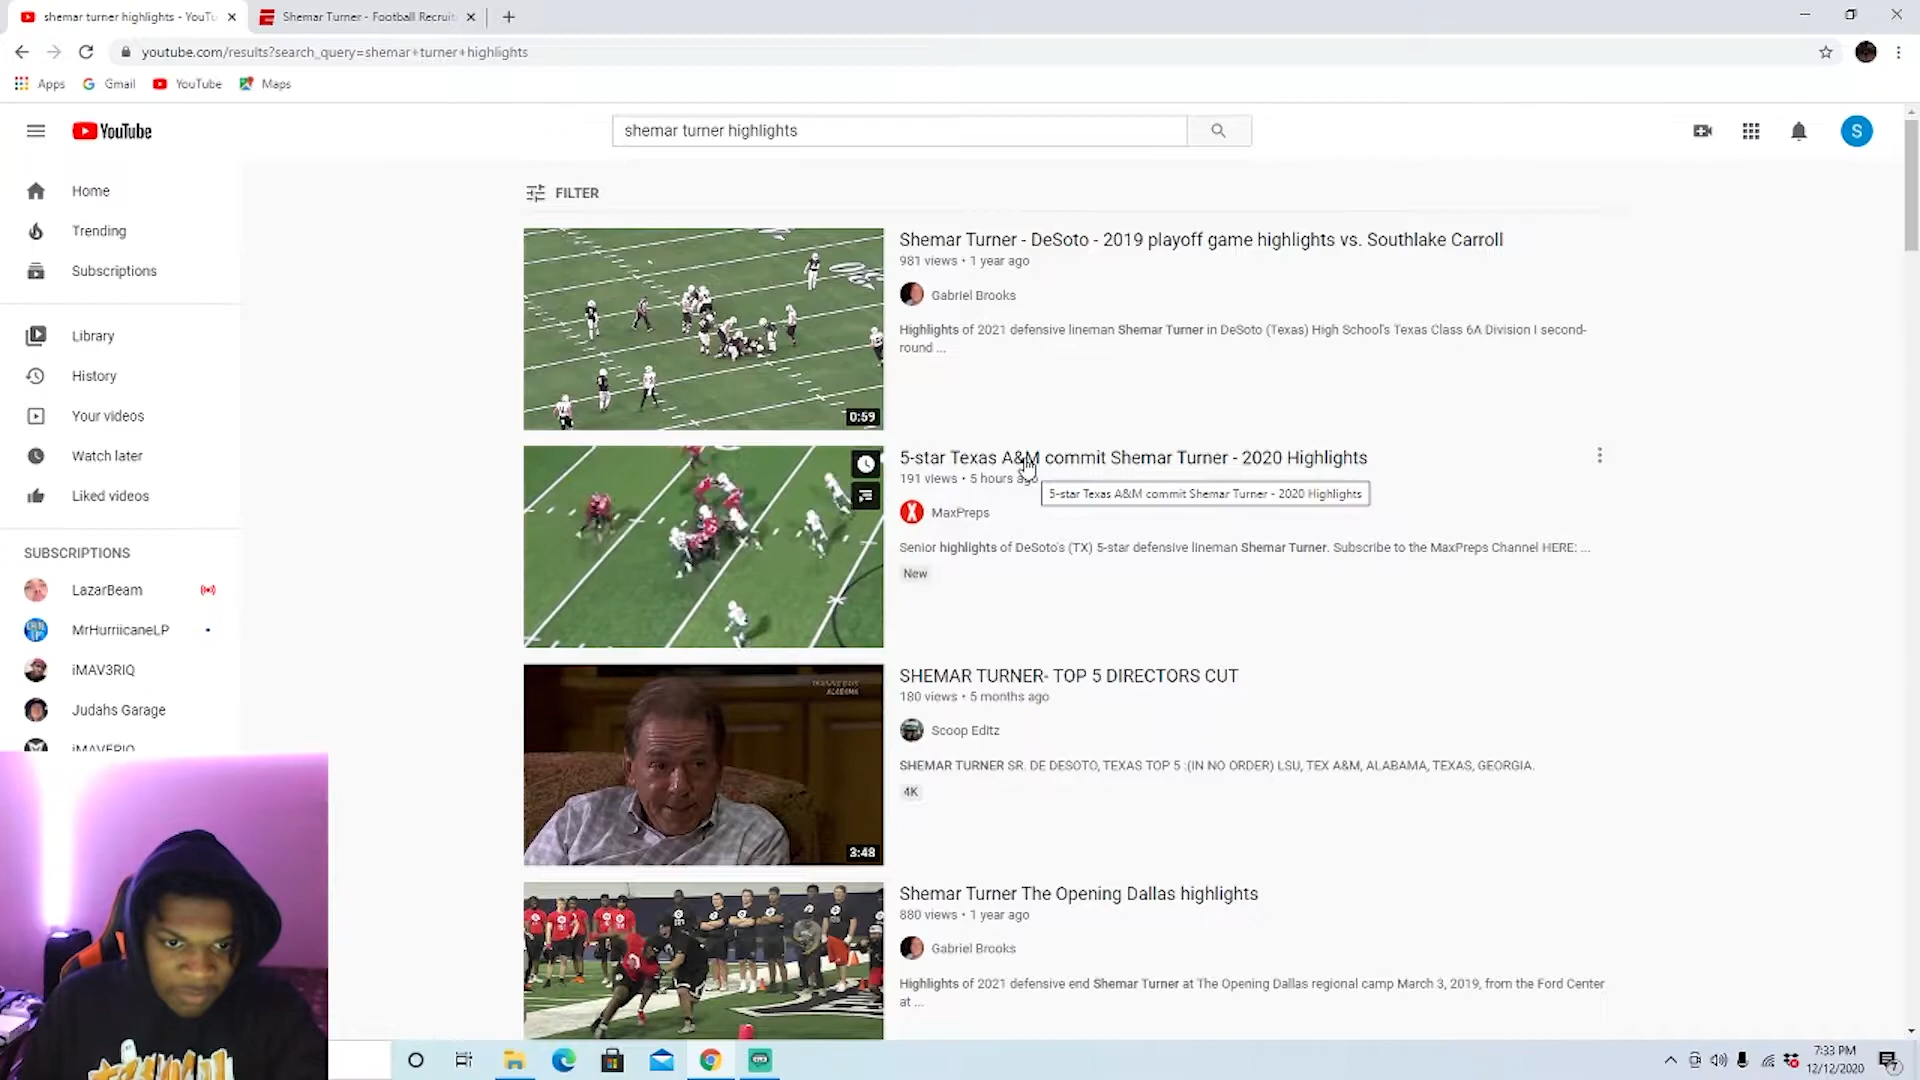 shemar turner highlights - YouTu
Shemar Turner - Football Recruit
youtube.com/results?search_query=shemar+turner+highlights
Apps Gmail YouTube Maps
YouTube
shemar turner highlights
S
Home
Trending
Subscriptions
Library
History
Your videos
Watch later
Liked videos
SUBSCRIPTIONS
LazarBeam
MrHurriicaneLP
iMAV3RIQ
Judahs Garage
iMAVERIQ
FILTER
Shemar Turner - DeSoto - 2019 playoff game highlights vs. Southlake Carroll
981 views • 1 year ago
Gabriel Brooks
Highlights of 2021 defensive lineman Shemar Turner in DeSoto (Texas) High School's Texas Class 6A Division I second-
round ...
0:59
5-star Texas A&M commit Shemar Turner - 2020 Highlights
191 views • 5 hours ago
5-star Texas A&M commit Shemar Turner - 2020 Highlights
MaxPreps
Senior highlights of DeSoto's (TX) 5-star defensive lineman Shemar Turner. Subscribe to the MaxPreps Channel HERE: ...
New
SHEMAR TURNER- TOP 5 DIRECTORS CUT
180 views • 5 months ago
Scoop Editz
SHEMAR TURNER SR. DE DESOTO, TEXAS TOP 5 :(IN NO ORDER) LSU, TEX A&M, ALABAMA, TEXAS, GEORGIA.
4K
ALABAMA
3:48
Shemar Turner The Opening Dallas highlights
880 views • 1 year ago
Gabriel Brooks
Highlights of 2021 defensive end Shemar Turner at The Opening Dallas regional camp March 3, 2019, from the Ford Center
at ...
7:33 PM
12/12/2020